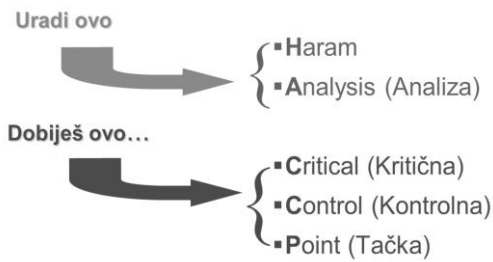 Uradi ovo
▪Haram
▪Analysis (Analiza)
Dobiješ ovo…
▪Critical (Kritična)
▪Control (Kontrolna)
▪Point (Tačka)